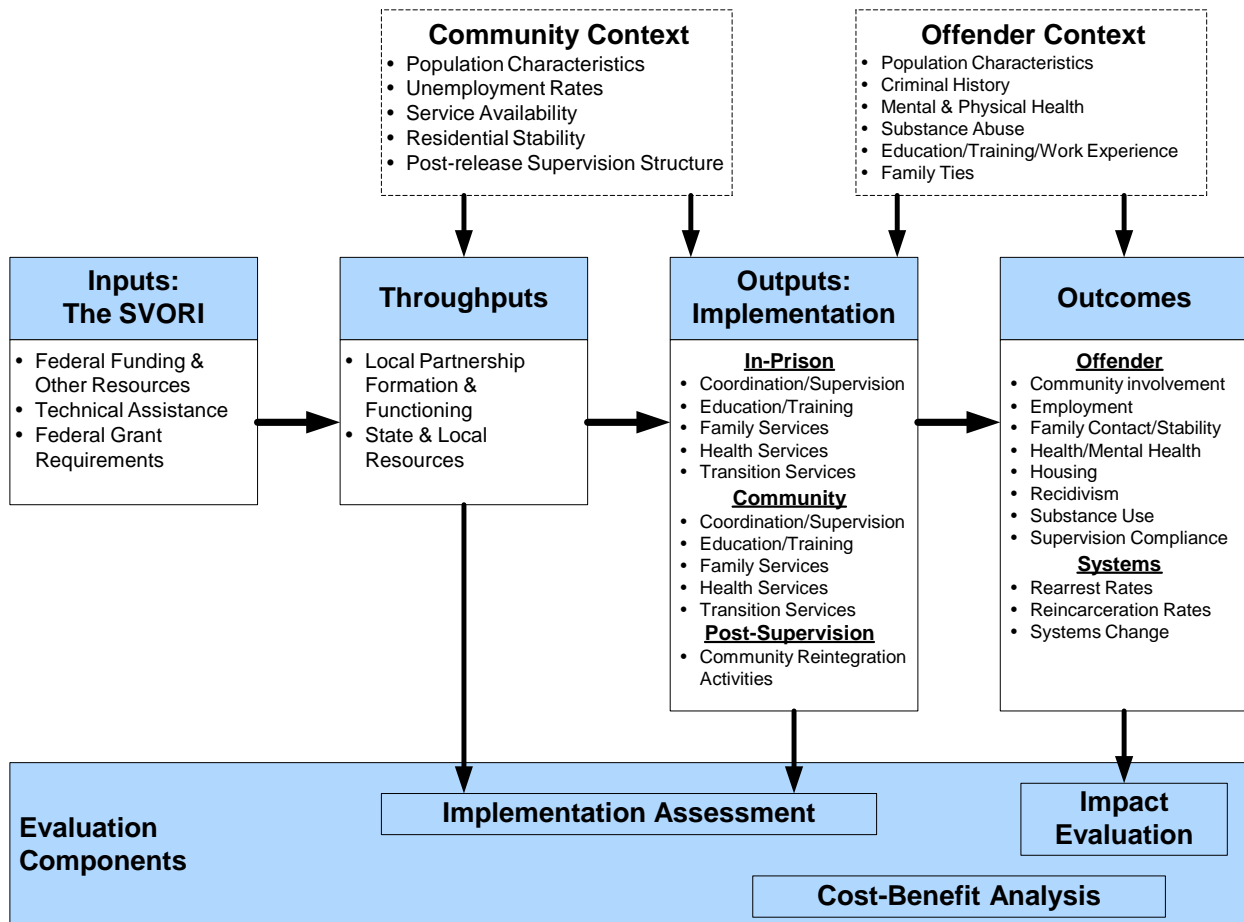 Community Context
• Population Characteristics
• Unemployment Rates
• Service Availability
• Residential Stability
• Post-release Supervision Structure
Offender Context
• Population Characteristics
• Criminal History
• Mental & Physical Health
• Substance Abuse
• Education/Training/Work Experience
• Family Ties
Inputs:
The SVORI
• Federal Funding &
Other Resources
• Technical Assistance
• Federal Grant
Requirements
Throughputs
• Local Partnership
Formation &
Functioning
• State & Local
Resources
Outputs:
Implementation
In-Prison
• Coordination/Supervision
• Education/Training
• Family Services
• Health Services
• Transition Services
Community
• Coordination/Supervision
• Education/Training
• Family Services
• Health Services
• Transition Services
Post-Supervision
• Community Reintegration
Activities
Outcomes
Offender
• Community involvement
• Employment
• Family Contact/Stability
• Health/Mental Health
• Housing
• Recidivism
• Substance Use
• Supervision Compliance
Systems
• Rearrest Rates
• Reincarceration Rates
• Systems Change
Evaluation
Components
Implementation Assessment
Impact
Evaluation
Cost-Benefit Analysis